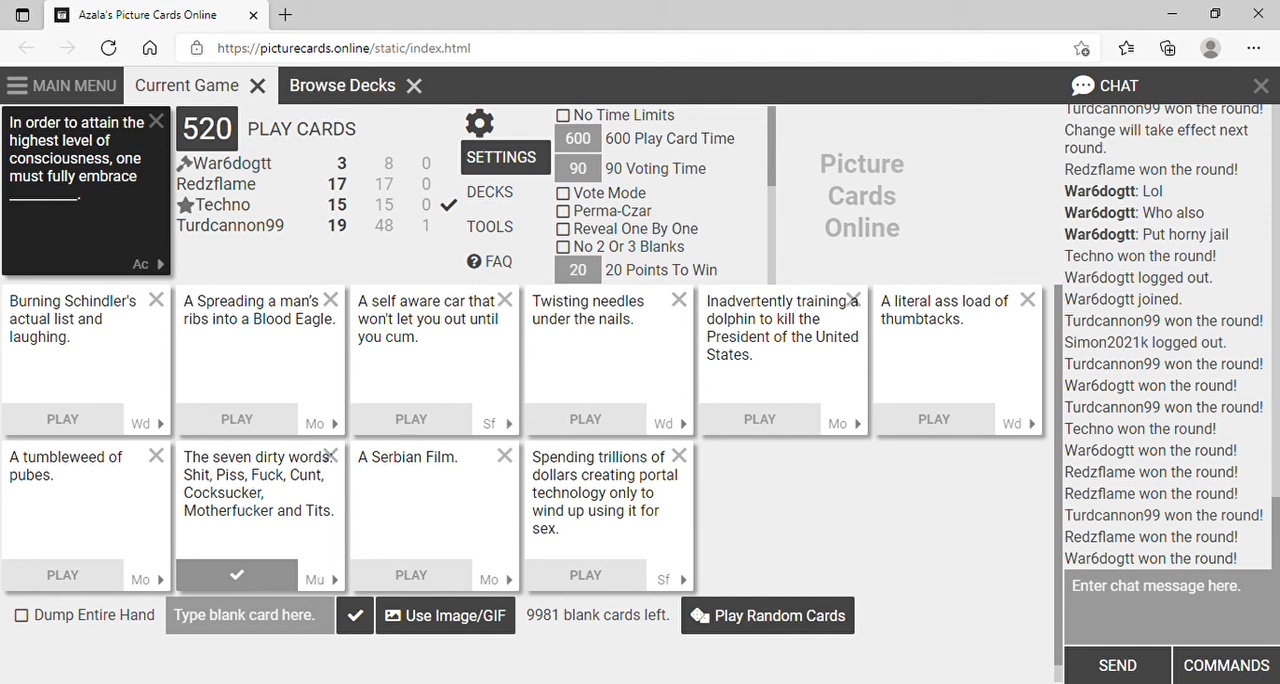 Azala's Picture Cards Online
https://picturecards.online/static/index.html
MAIN MENU
Current Game
Browse Decks
CHAT
In order to attain the
highest level of
consciousness, one
must fully embrace
________.
Ac
520 PLAY CARDS
War6dogtt 3 8 0
Redzflame 17 17 0
Techno 15 15 0
Turdcannon99 19 48 1
SETTINGS
DECKS
TOOLS
FAQ
No Time Limits
600 600 Play Card Time
90 90 Voting Time
Vote Mode
Perma-Czar
Reveal One By One
No 2 Or 3 Blanks
20 20 Points To Win
Picture
Cards
Online
Burning Schindler's
actual list and
laughing.
PLAY Wd
A Spreading a man's
ribs into a Blood Eagle.
PLAY Mo
A self aware car that
won't let you out until
you cum.
PLAY Sf
Twisting needles
under the nails.
PLAY Wd
Inadvertently training a
dolphin to kill the
President of the United
States.
PLAY Mo
A literal ass load of
thumbtacks.
PLAY Wd
A tumbleweed of
pubes.
PLAY Mo
The seven dirty words:
Shit, Piss, Fuck, Cunt,
Cocksucker,
Motherfucker and Tits.
Mu
A Serbian Film.
PLAY Mo
Spending trillions of
dollars creating portal
technology only to
wind up using it for
sex.
PLAY Sf
Dump Entire Hand
Type blank card here.
Use Image/GIF
9981 blank cards left.
Play Random Cards
Turdcannon99 won the round!
Change will take effect next
round.
Redzflame won the round!
War6dogtt: Lol
War6dogtt: Who also
War6dogtt: Put horny jail
Techno won the round!
War6dogtt logged out.
War6dogtt joined.
Turdcannon99 won the round!
Simon2021k logged out.
Turdcannon99 won the round!
War6dogtt won the round!
Turdcannon99 won the round!
Techno won the round!
War6dogtt won the round!
Redzflame won the round!
Redzflame won the round!
Turdcannon99 won the round!
Redzflame won the round!
War6dogtt won the round!
Enter chat message here.
SEND
COMMANDS